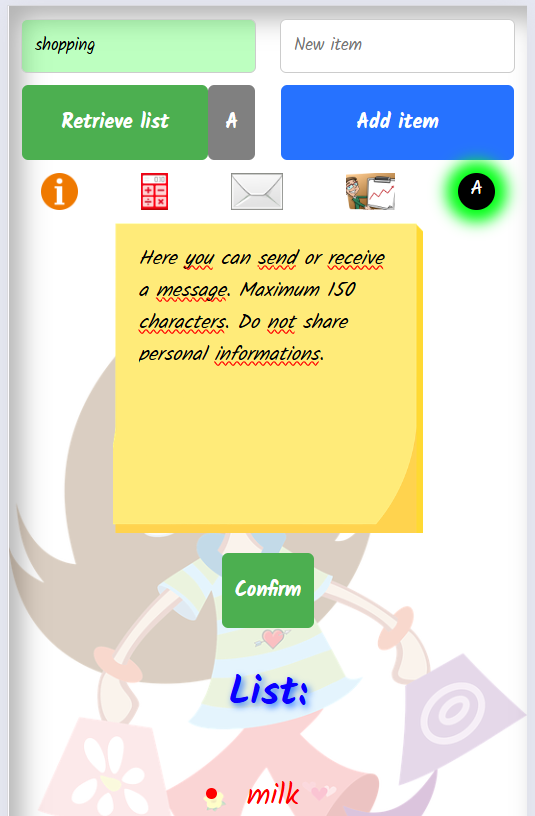 shopping
New item
Retrieve list
A
Add item
A
Here you can send or receive
a message. Maximum 150
characters. Do not share
personal informations.
Confirm
List:
milk